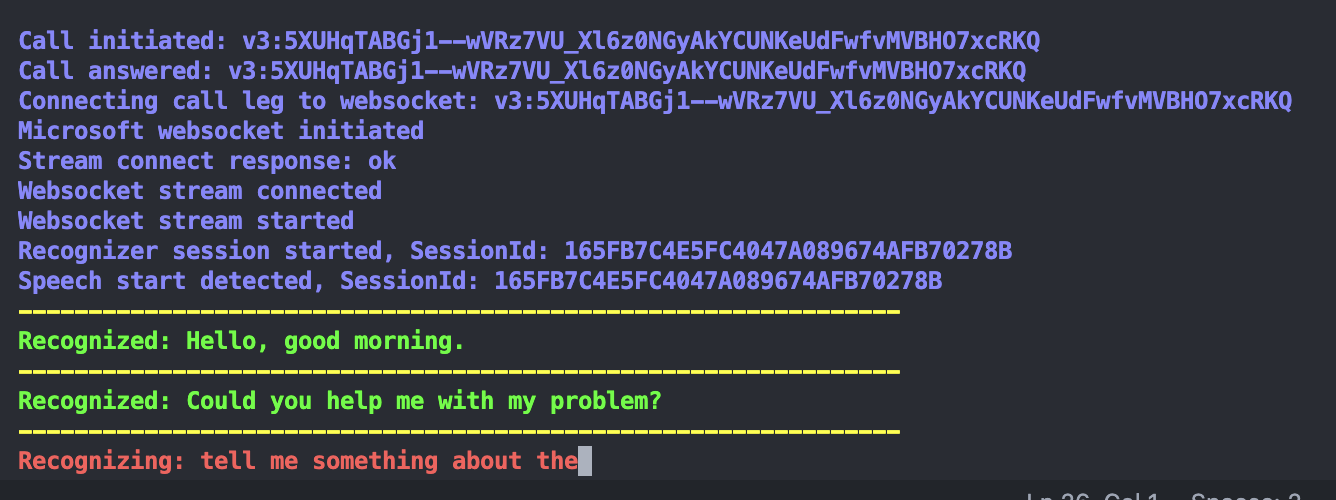 Call initiated: v3:5XUHqTABGj1--wVRz7VU_Xl6z0NGyAkYCUNKeUdFwfvMVBHO7xcRKQ
Call answered: v3:5XUHqTABGj1--wVRz7VU_Xl6z0NGyAkYCUNKeUdFwfvMVBHO7xcRKQ
Connecting call leg to websocket: v3:5XUHqTABGj1--wVRz7VU_Xl6z0NGyAkYCUNKeUdFwfvMVBHO7xcRKQ
Microsoft websocket initiated
Stream connect response: ok
Websocket stream connected
Websocket stream started
Recognizer session started, SessionId: 165FB7C4E5FC4047A089674AFB70278B
Speech start detected, SessionId: 165FB7C4E5FC4047A089674AFB70278B
---------------------------------------------------------------
Recognized: Hello, good morning.
---------------------------------------------------------------
Recognized: Could you help me with my problem?
---------------------------------------------------------------
Recognizing: tell me something about the